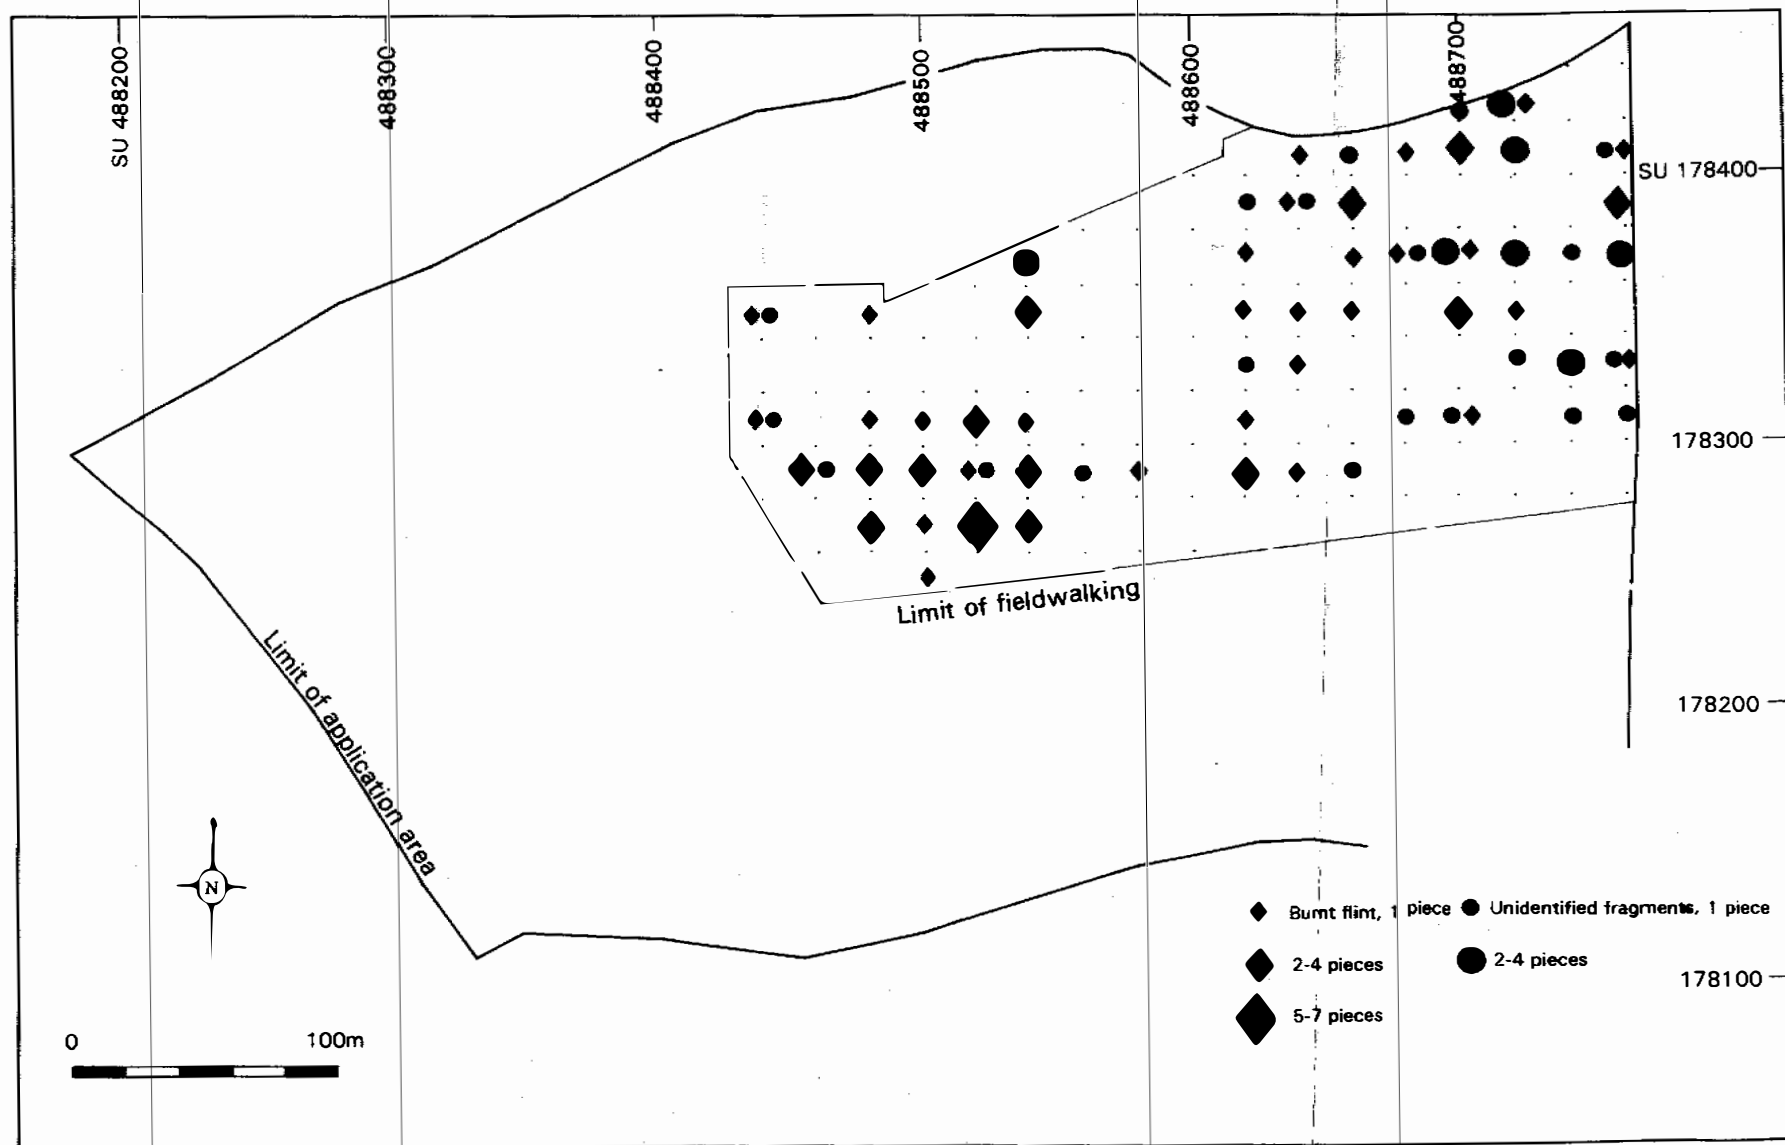 SU 488200
488300
488400
488500
488600
488700
SU 178400
178300
178200
178100
Limit of fieldwalking
Limit of application area
N
Burnt flint, 1 piece
2-4 pieces
5-7 pieces
Unidentified fragments, 1 piece
2-4 pieces
0 100m